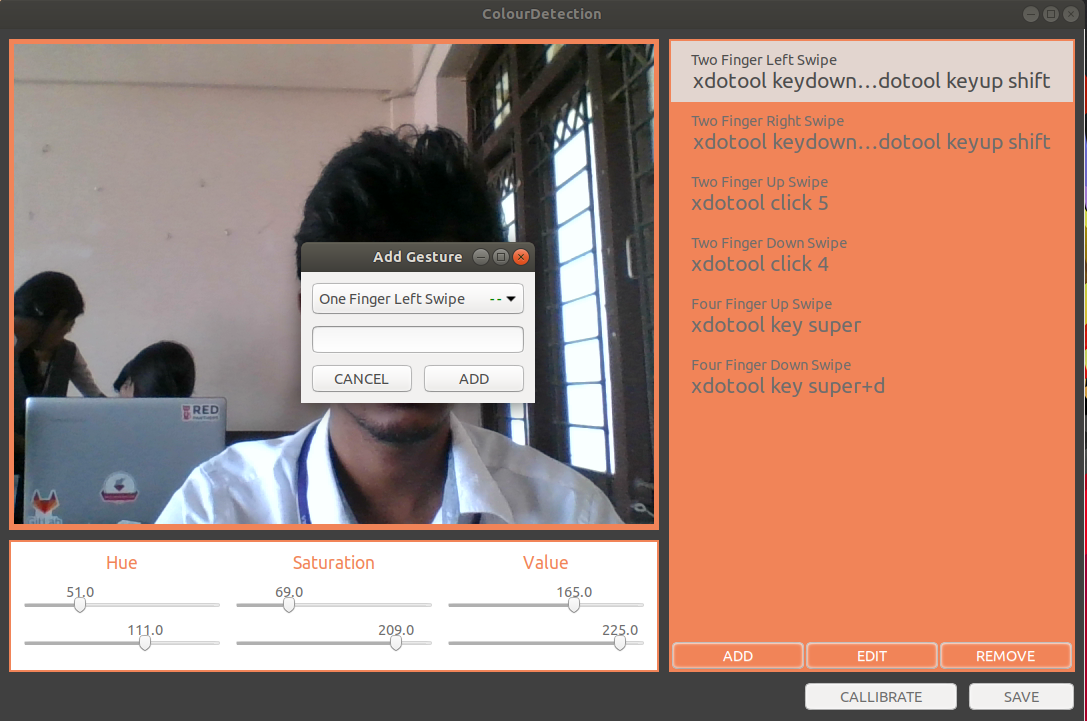 ColourDetection
Two Finger Left Swipe
xdotool keydown...dotool keyup shift
Two Finger Right Swipe
xdotool keydown...dotool keyup shift
Two Finger Up Swipe
xdotool click 5
Two Finger Down Swipe
xdotool click 4
Four Finger Up Swipe
xdotool key super
Four Finger Down Swipe
xdotool key super+d
Add Gesture
One Finger Left Swipe --
CANCEL ADD
RED
Hue Saturation Value
51.0 69.0 165.0
111.0 209.0 225.0
ADD EDIT REMOVE
CALLIBRATE SAVE